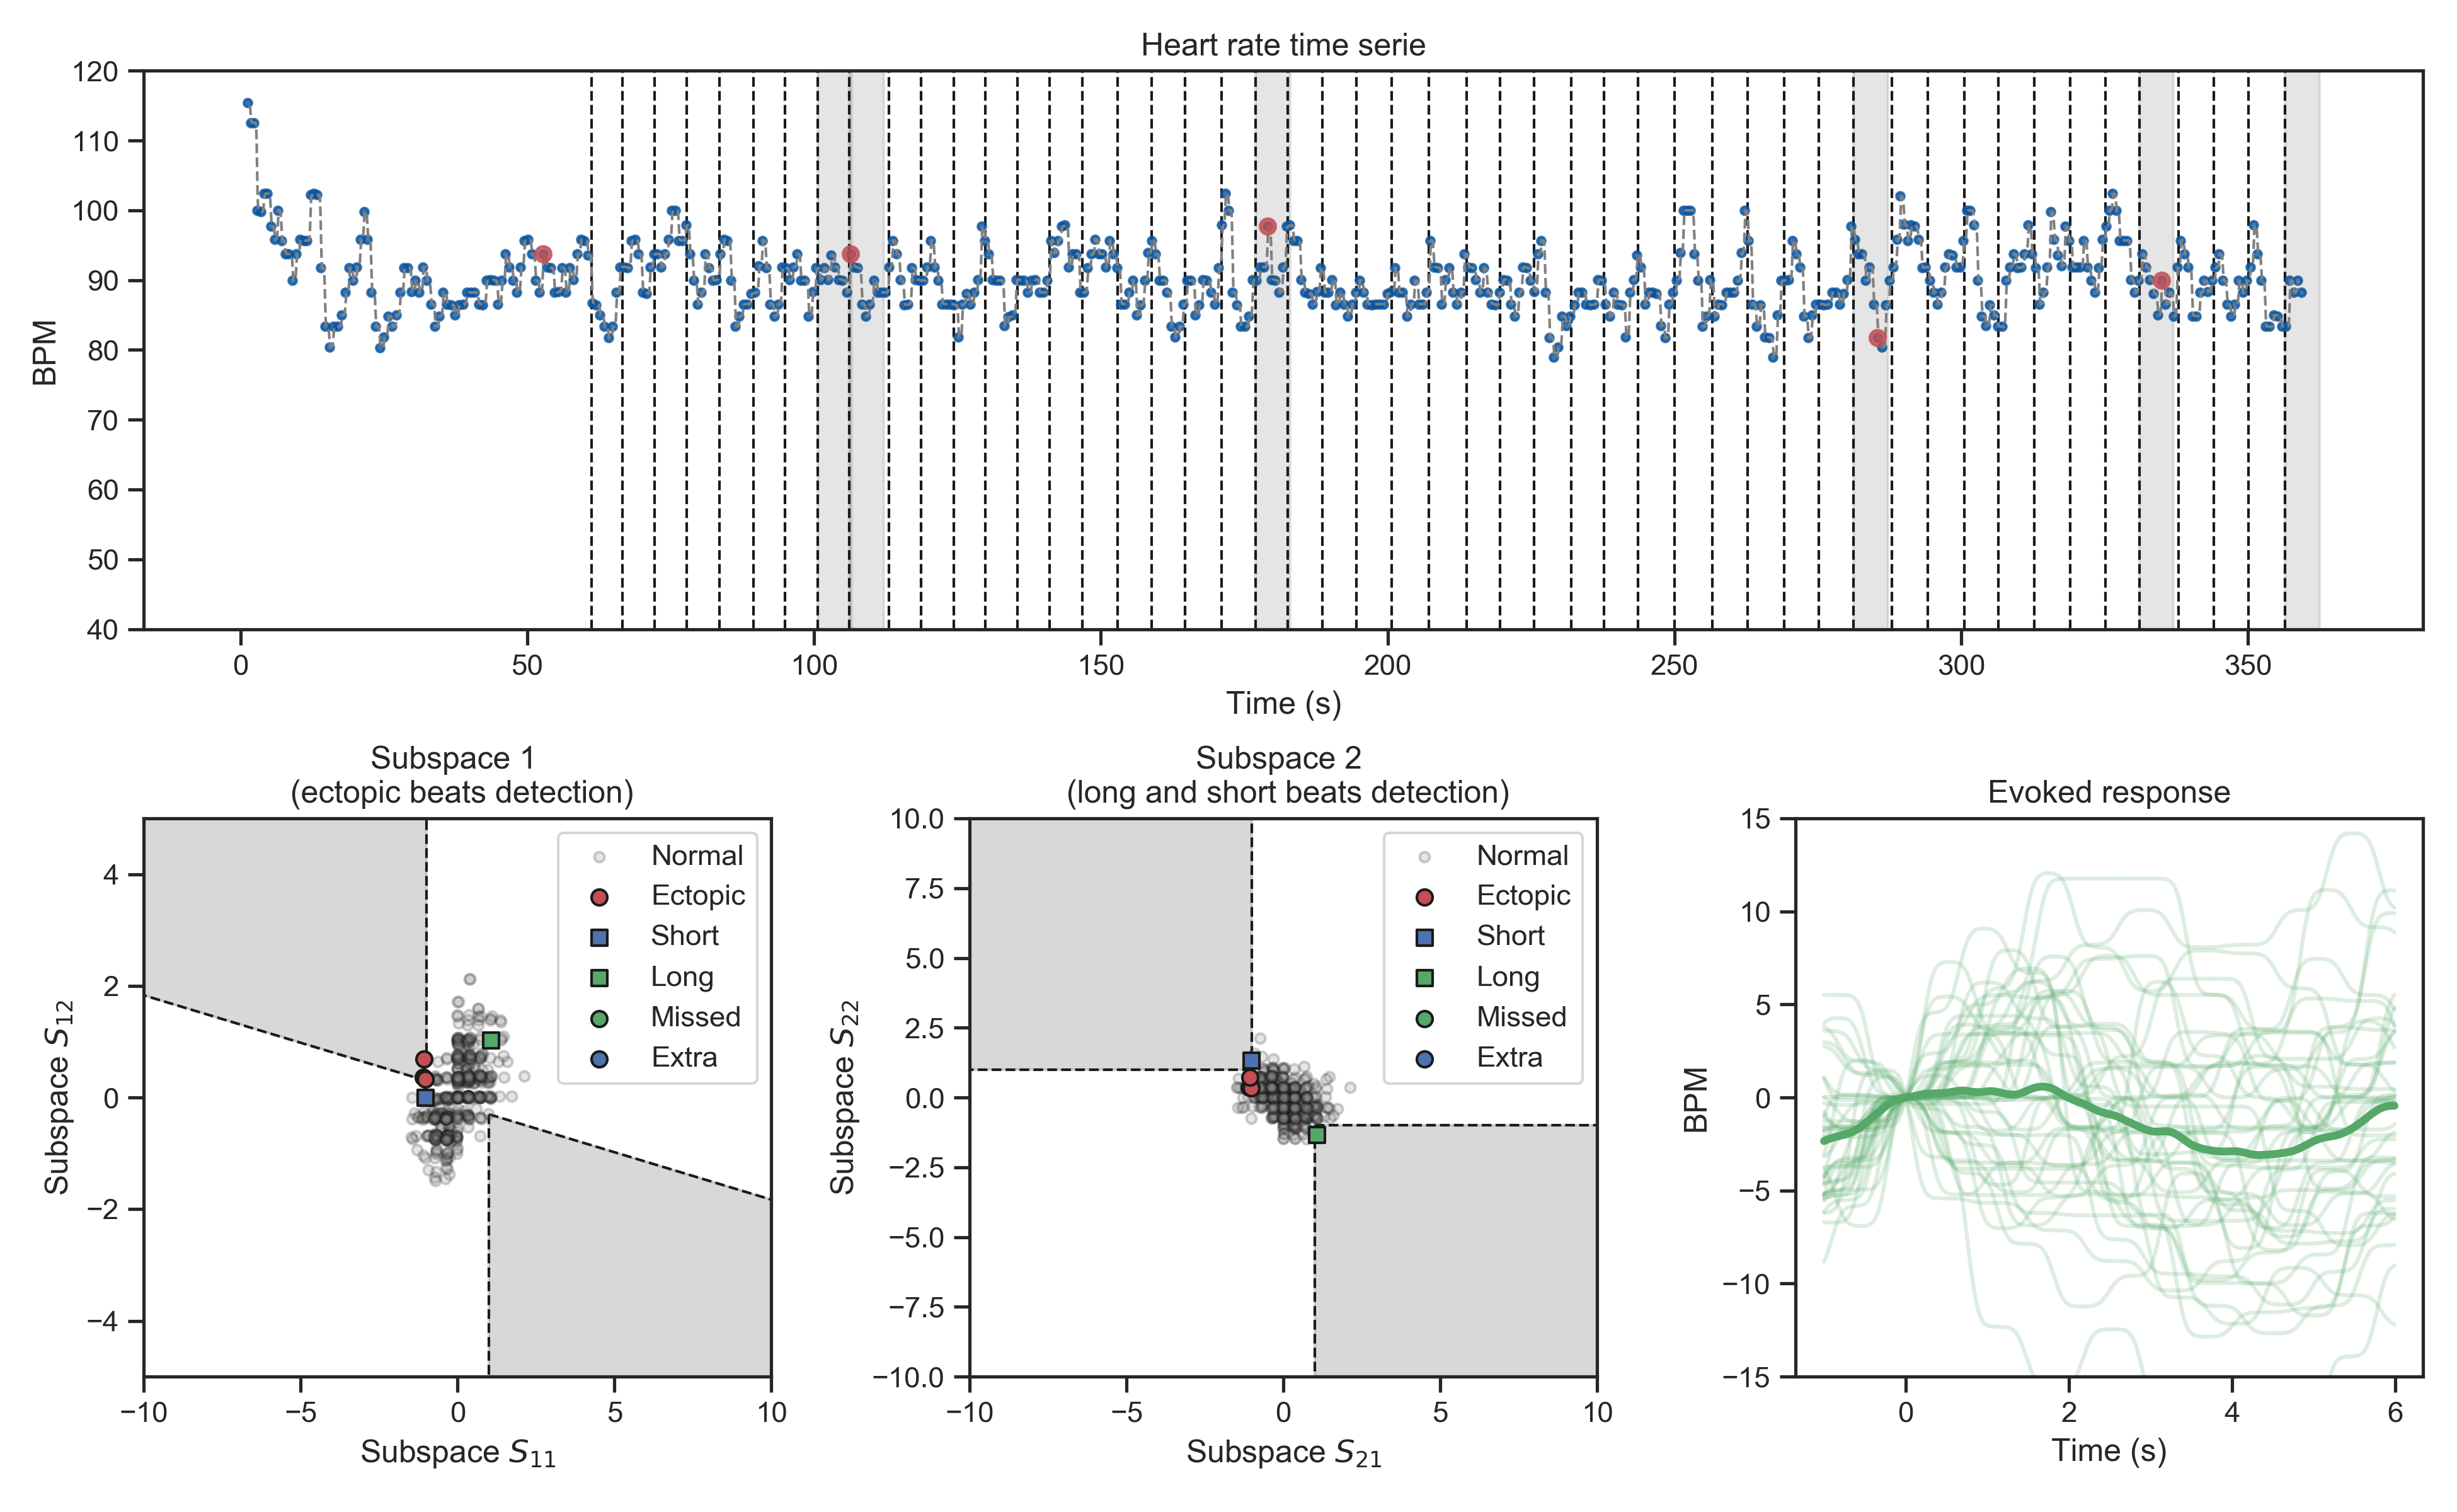 Heart rate time serie
120
110
100
90
80
70
60
50
40
BPM
0 50 100 150 200 250 300 350
Time (s)
Subspace 1
(ectopic beats detection)
4
2
0
−2
−4
Subspace S12
Normal
Ectopic
Short
Long
Missed
Extra
−10 −5 0 5 10
Subspace S11
Subspace 2
(long and short beats detection)
10.0
7.5
5.0
2.5
0.0
−2.5
−5.0
−7.5
−10.0
Subspace S22
Normal
Ectopic
Short
Long
Missed
Extra
−10 −5 0 5 10
Subspace S21
Evoked response
15
10
5
0
−5
−10
−15
BPM
0 2 4 6
Time (s)